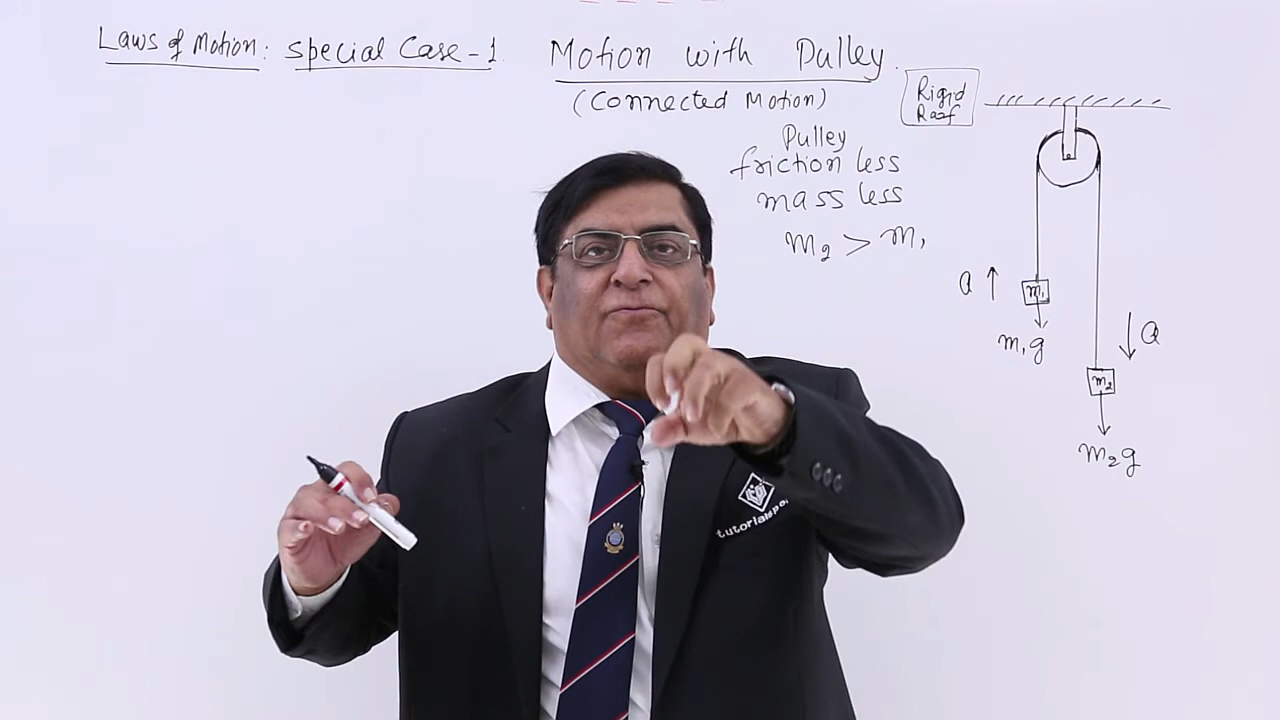 Laws of Motion: Special Case-1. Motion with Pulley.
(Connected Motion)
Rigid
Roof
Pulley
friction less
mass less
m₂ > m₁
a ↑
m₁
m₁g
↓ a
m₂
m₂g